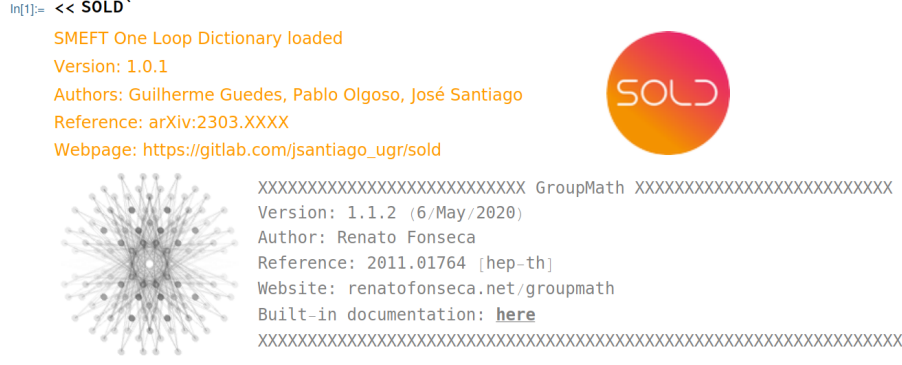 In[1]:= << SOLD`
SMEFT One Loop Dictionary loaded
Version: 1.0.1
Authors: Guilherme Guedes, Pablo Olgoso, José Santiago
Reference: arXiv:2303.XXXX
Webpage: https://gitlab.com/jsantiago_ugr/sold
SOLD
XXXXXXXXXXXXXXXXXXXXXXXXXXX GroupMath XXXXXXXXXXXXXXXXXXXXXXXXXX
Version: 1.1.2 (6/May/2020)
Author: Renato Fonseca
Reference: 2011.01764 [hep-th]
Website: renatofonseca.net/groupmath
Built-in documentation: here
XXXXXXXXXXXXXXXXXXXXXXXXXXXXXXXXXXXXXXXXXXXXXXXXXXXXXXXXXXXXXXXXX